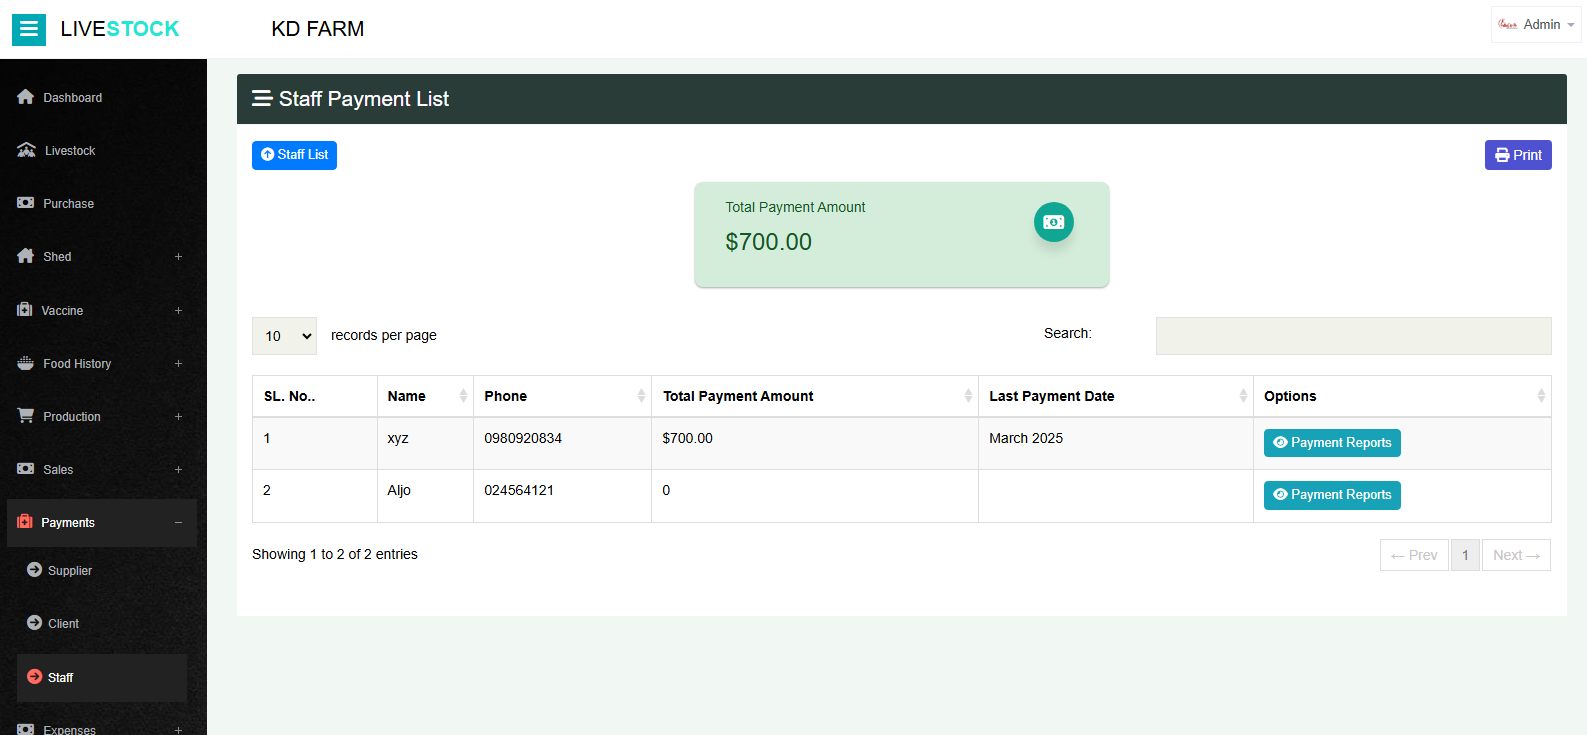 LIVESTOCK
KD FARM
Admin
Dashboard
Livestock
Purchase
Shed +
Vaccine +
Food History +
Production +
Sales +
Payments −
Supplier
Client
Staff
Expenses +
Staff Payment List
Staff List
Print
Total Payment Amount
$700.00
10 records per page
Search:
SL. No.. Name Phone Total Payment Amount Last Payment Date Options
1 xyz 0980920834 $700.00 March 2025 Payment Reports
2 Aljo 024564121 0 Payment Reports
Showing 1 to 2 of 2 entries
← Prev 1 Next →